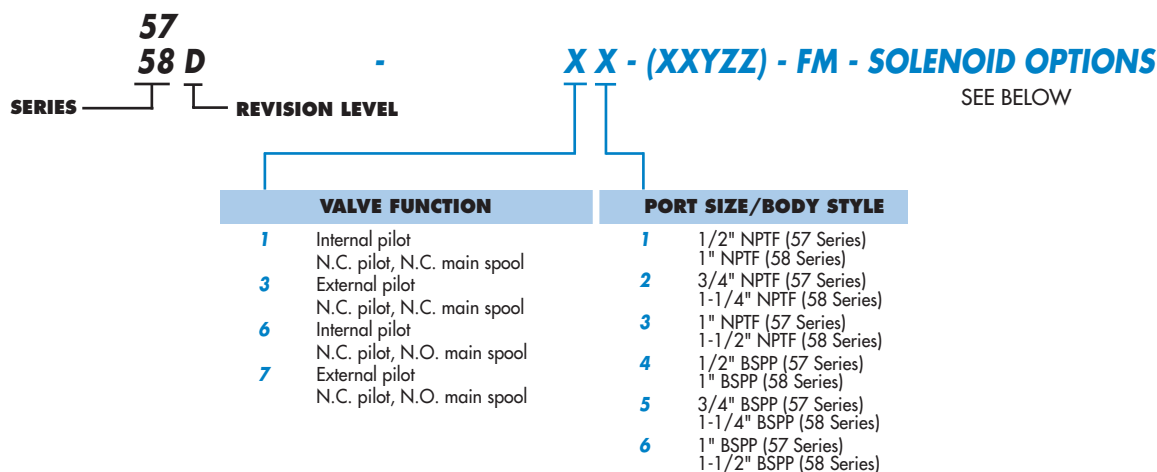 57
58 D - X X - (XXYZZ) - FM - SOLENOID OPTIONS
SEE BELOW
SERIES
REVISION LEVEL
VALVE FUNCTION
1 Internal pilot
N.C. pilot, N.C. main spool
3 External pilot
N.C. pilot, N.C. main spool
6 Internal pilot
N.C. pilot, N.O. main spool
7 External pilot
N.C. pilot, N.O. main spool
PORT SIZE/BODY STYLE
1 1/2" NPTF (57 Series)
1" NPTF (58 Series)
2 3/4" NPTF (57 Series)
1-1/4" NPTF (58 Series)
3 1" NPTF (57 Series)
1-1/2" NPTF (58 Series)
4 1/2" BSPP (57 Series)
1" BSPP (58 Series)
5 3/4" BSPP (57 Series)
1-1/4" BSPP (58 Series)
6 1" BSPP (57 Series)
1-1/2" BSPP (58 Series)